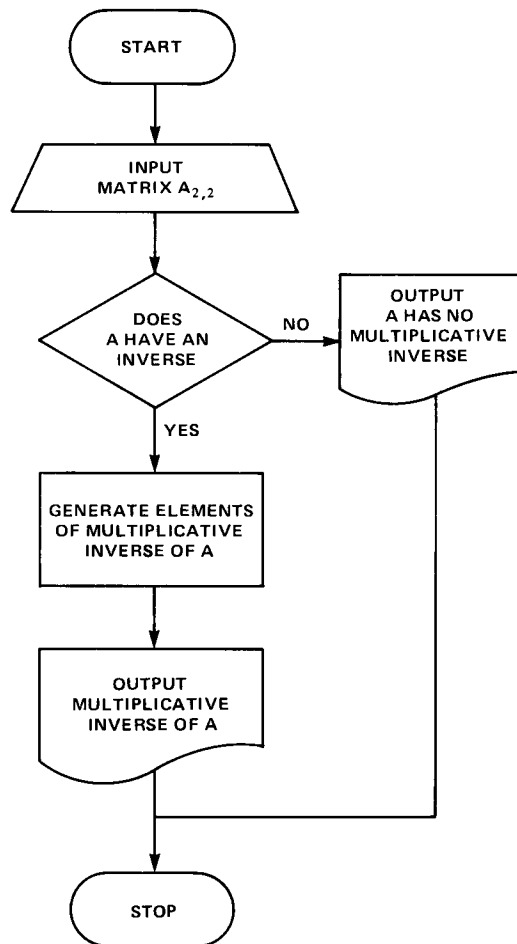 START
INPUT
MATRIX A₂,₂
DOES
A HAVE AN
INVERSE
NO
OUTPUT
A HAS NO
MULTIPLICATIVE
INVERSE
YES
GENERATE ELEMENTS
OF MULTIPLICATIVE
INVERSE OF A
OUTPUT
MULTIPLICATIVE
INVERSE OF A
STOP